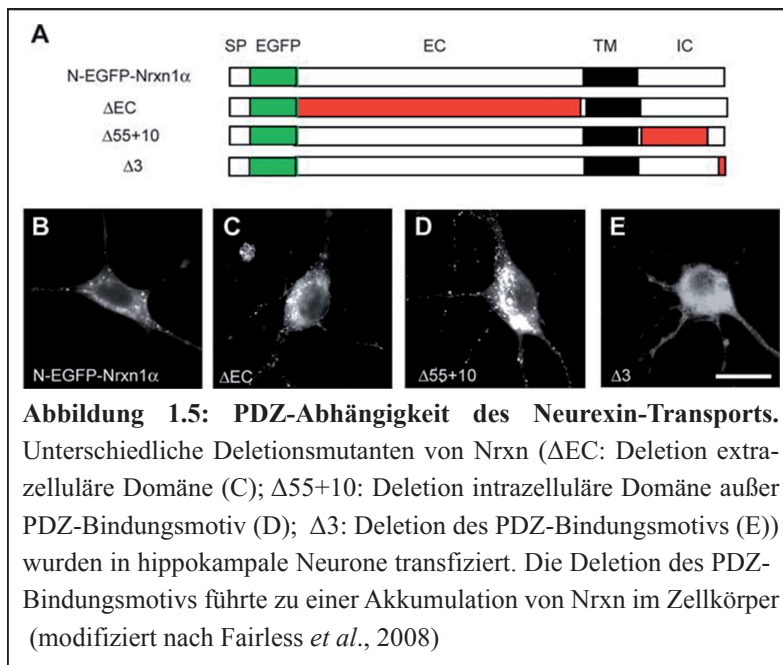 A
SP EGFP EC TM IC
N-EGFP-Nrxn1α
ΔEC
Δ55+10
Δ3
B C D E
N-EGFP-Nrxn1α ΔEC Δ55+10 Δ3
Abbildung 1.5: PDZ-Abhängigkeit des Neurexin-Transports.
Unterschiedliche Deletionsmutanten von Nrxn (ΔEC: Deletion extra-
zelluläre Domäne (C); Δ55+10: Deletion intrazelluläre Domäne außer
PDZ-Bindungsmotiv (D); Δ3: Deletion des PDZ-Bindungsmotivs (E))
wurden in hippokampale Neurone transfiziert. Die Deletion des PDZ-
Bindungsmotivs führte zu einer Akkumulation von Nrxn im Zellkörper
(modifiziert nach Fairless et al., 2008)